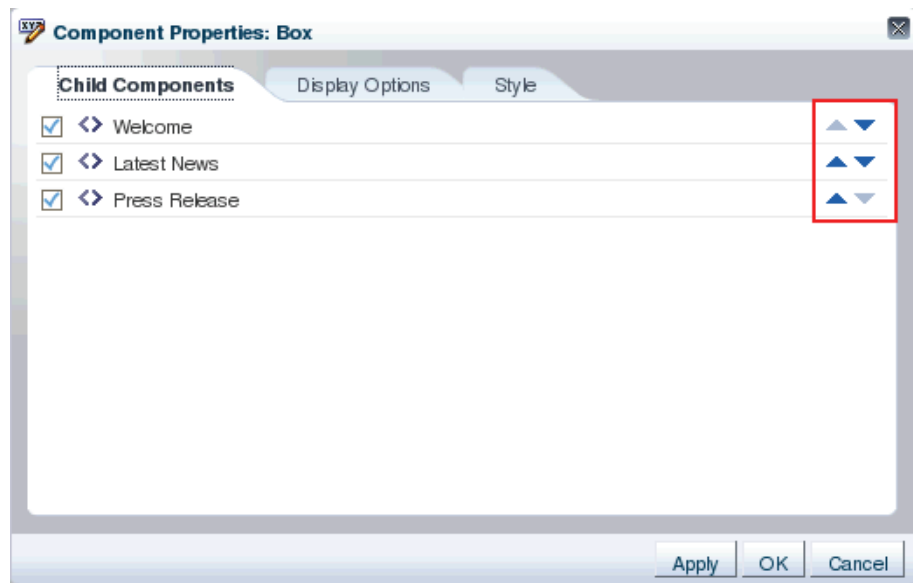 Component Properties: Box
Child Components Display Options Style
Welcome
Latest News
Press Release
Apply OK Cancel